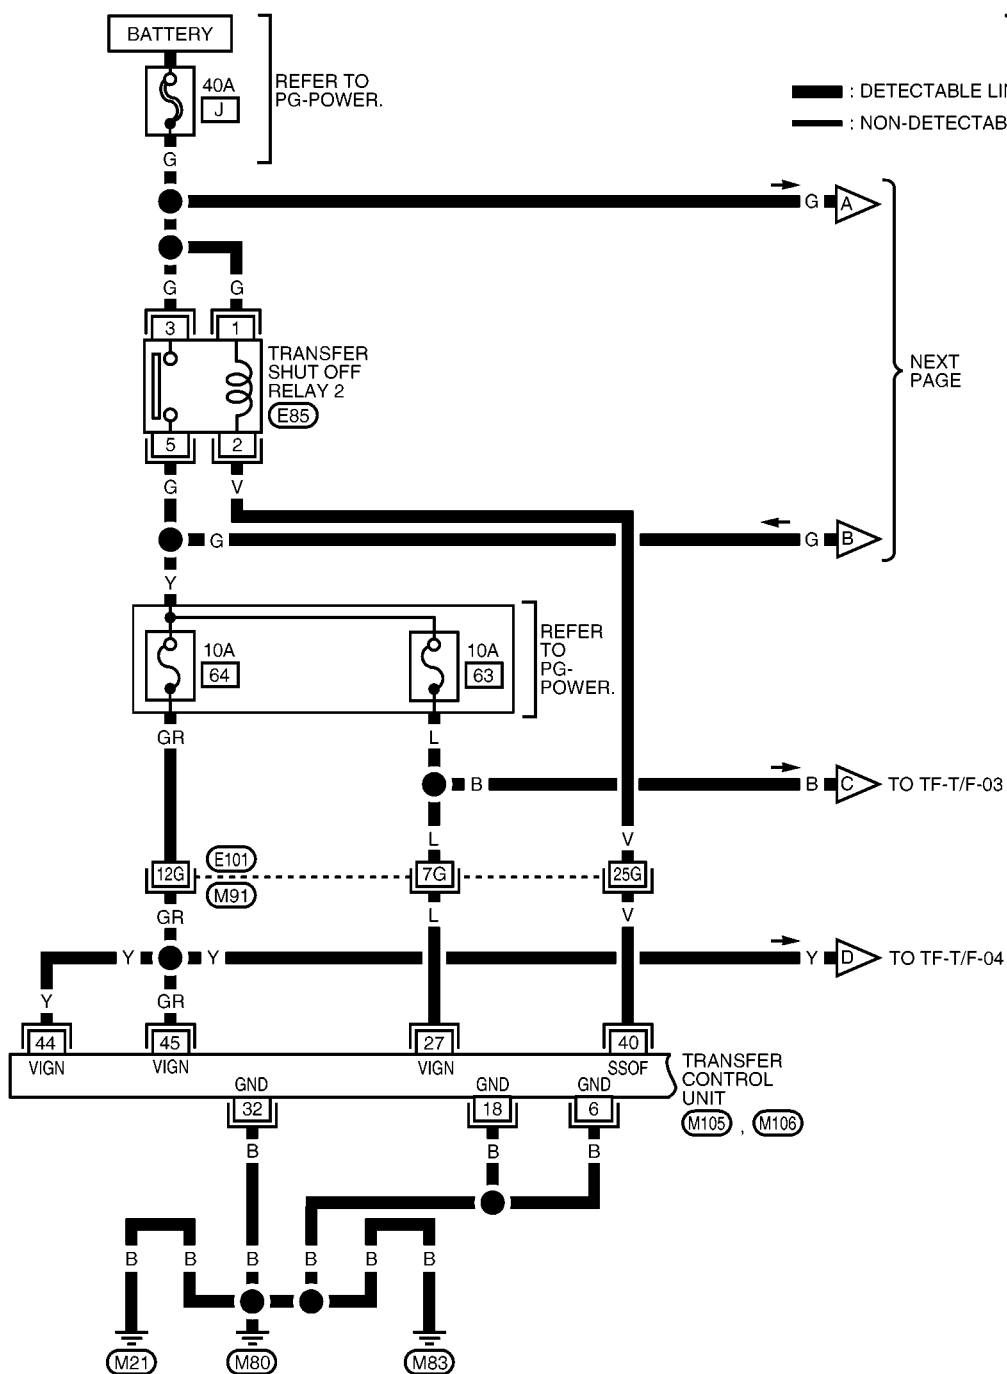 BATTERY
40A
J
REFER TO
PG-POWER.
: DETECTABLE LIN
: NON-DETECTAB
G
G
A
G
G
3
1
TRANSFER
SHUT OFF
RELAY 2
E85
NEXT
PAGE
5
2
G
V
G
G
B
Y
10A
64
10A
63
REFER
TO
PG-
POWER.
GR
L
B
B
C
TO TF-T/F-03
L
V
12G
E101
M91
7G
25G
GR
L
V
Y
Y
Y
D
TO TF-T/F-04
Y
GR
44
45
27
40
VIGN
VIGN
VIGN
SSOF
TRANSFER
CONTROL
UNIT
M105 , M106
GND
GND
GND
32
18
6
B
B
B
B
B
B
B
B
B
M21
M80
M83